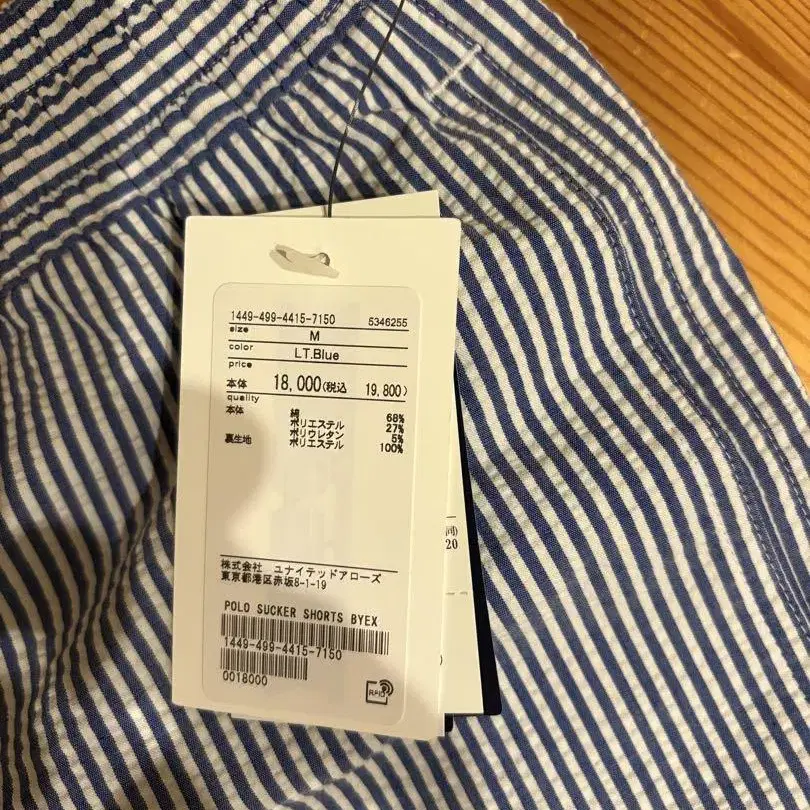 1449-499-4415-7150 5346255
size M
color LT.Blue
price
本体 18,000(税込 19,800)
quality
本体 綿 68%
ポリエステル 27%
ポリウレタン 5%
裏生地 ポリエステル 100%
株式会社 ユナイテッドアローズ
東京都港区赤坂8-1-19
POLO SUCKER SHORTS BYEX
1449-499-4415-7150
0018000
RFID
同)
20